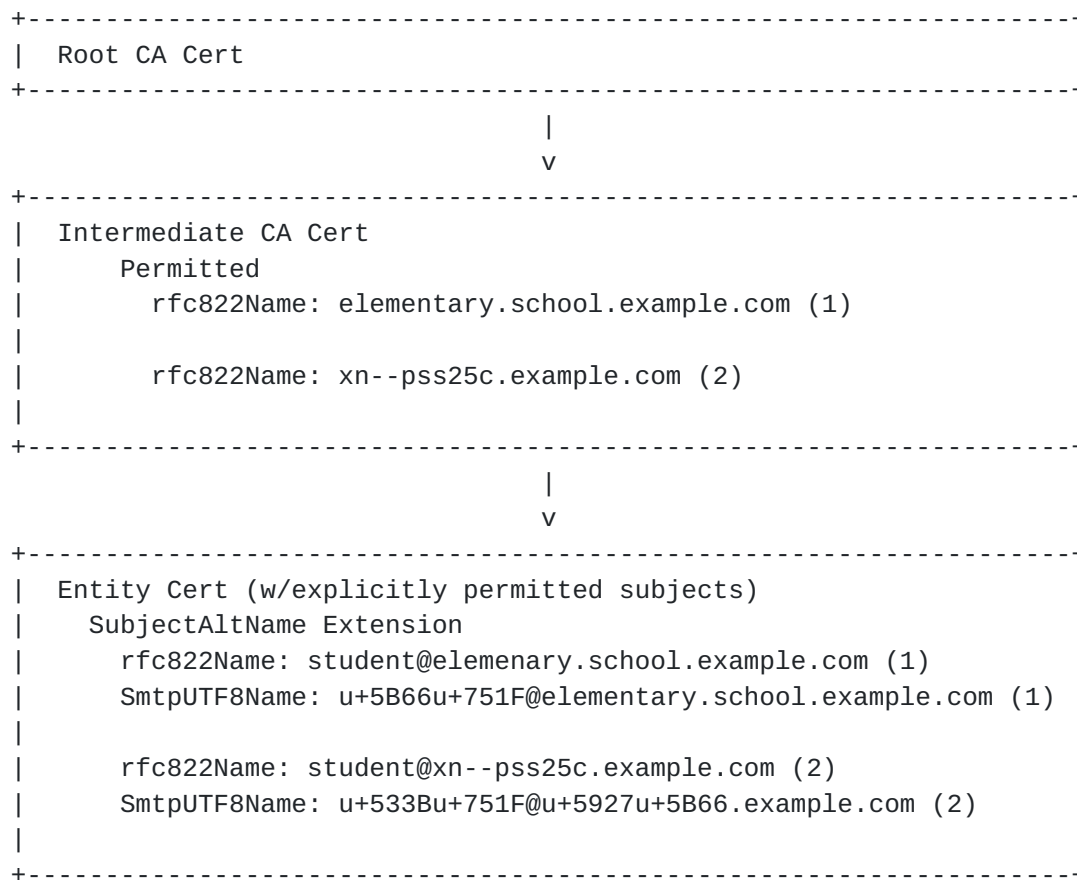 +-------------------------------------------------------------------+
|  Root CA Cert
+-------------------------------------------------------------------+
                                  |
                                  v
+-------------------------------------------------------------------+
|  Intermediate CA Cert
|      Permitted
|        rfc822Name: elementary.school.example.com (1)
|
|        rfc822Name: xn--pss25c.example.com (2)
|
+-------------------------------------------------------------------+
                                  |
                                  v
+-------------------------------------------------------------------+
|  Entity Cert (w/explicitly permitted subjects)
|    SubjectAltName Extension
|      rfc822Name: student@elemenary.school.example.com (1)
|      SmtpUTF8Name: u+5B66u+751F@elementary.school.example.com (1)
|
|      rfc822Name: student@xn--pss25c.example.com (2)
|      SmtpUTF8Name: u+533Bu+751F@u+5927u+5B66.example.com (2)
|
+-------------------------------------------------------------------+